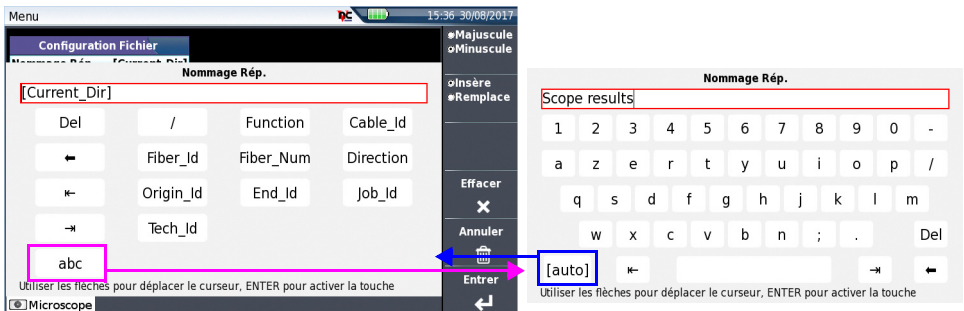 Menu
15:36 30/08/2017
Configuration Fichier
Nommage Rép. [Current_Dir]
Nommage Rép.
[Current_Dir]
Del / Function Cable_Id
Fiber_Id Fiber_Num Direction
Origin_Id End_Id Job_Id
Tech_Id
abc
Utiliser les flèches pour déplacer le curseur, ENTER pour activer la touche
Microscope
Majuscule
Minuscule
Insère
Remplace
Effacer
Annuler
Entrer
Nommage Rép.
Scope results
1 2 3 4 5 6 7 8 9 0 -
a z e r t y u i o p /
q s d f g h j k l m
w x c v b n ; . Del
[auto]
Utiliser les flèches pour déplacer le curseur, ENTER pour activer la touche